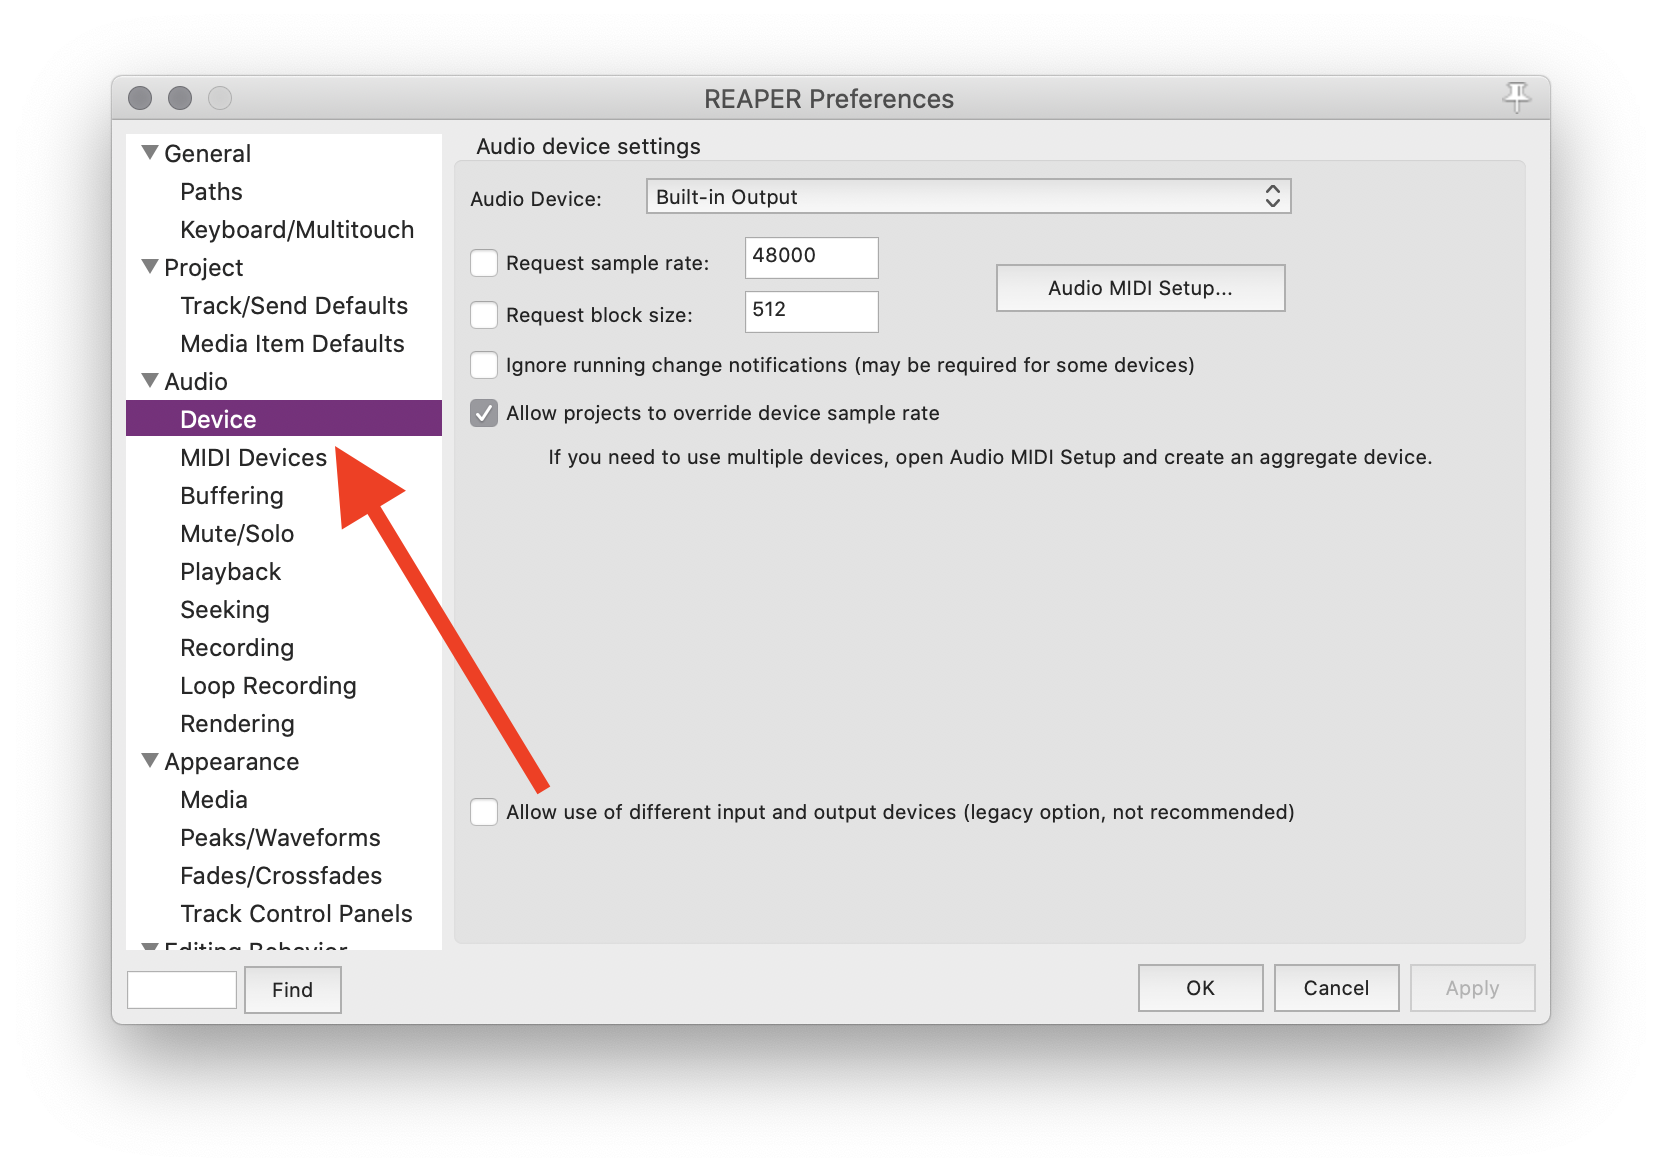 REAPER Preferences
General
Paths
Keyboard/Multitouch
Project
Track/Send Defaults
Media Item Defaults
Audio
Device
MIDI Devices
Buffering
Mute/Solo
Playback
Seeking
Recording
Loop Recording
Rendering
Appearance
Media
Peaks/Waveforms
Fades/Crossfades
Track Control Panels
Editing Behavior
Find
Audio device settings
Audio Device: Built-in Output
Request sample rate: 48000
Audio MIDI Setup...
Request block size: 512
Ignore running change notifications (may be required for some devices)
Allow projects to override device sample rate
If you need to use multiple devices, open Audio MIDI Setup and create an aggregate device.
Allow use of different input and output devices (legacy option, not recommended)
OK Cancel Apply